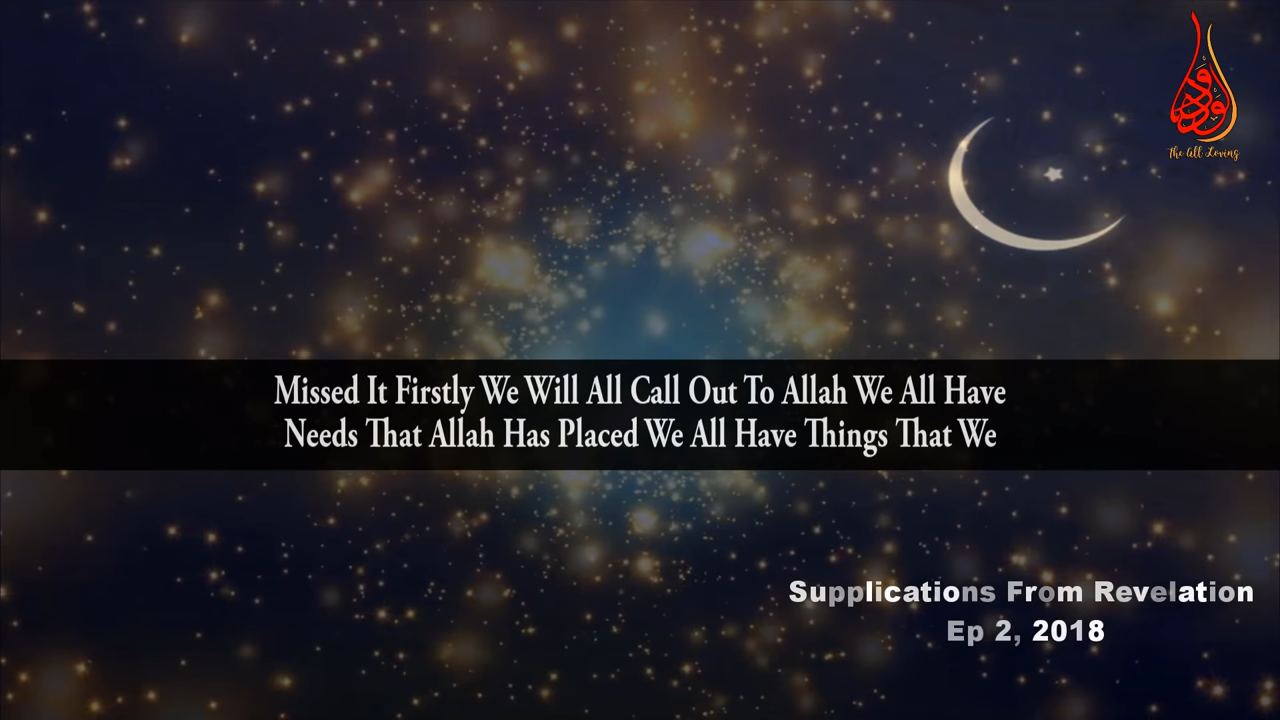 الودود
The All Loving
Missed It Firstly We Will All Call Out To Allah We All Have
Needs That Allah Has Placed We All Have Things That We
Supplications From Revelation
Ep 2, 2018